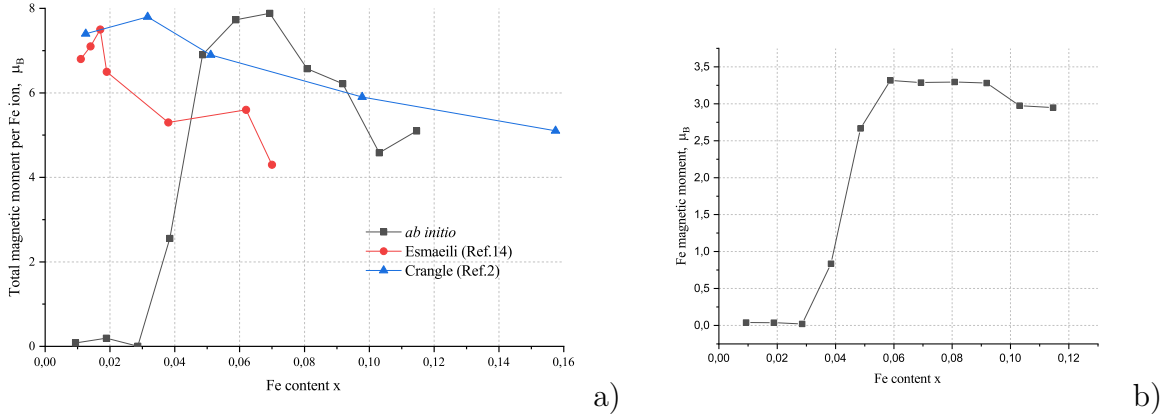 8
6
4
2
0
0,00 0,02 0,04 0,06 0,08 0,10 0,12 0,14 0,16
Total magnetic moment per Fe ion, μB
Fe content x
ab initio
Esmaeili (Ref.14)
Crangle (Ref.2)
a)
3,5
3,0
2,5
2,0
1,5
1,0
0,5
0,0
0,00 0,02 0,04 0,06 0,08 0,10 0,12
Fe magnetic moment, μB
Fe content x
b)